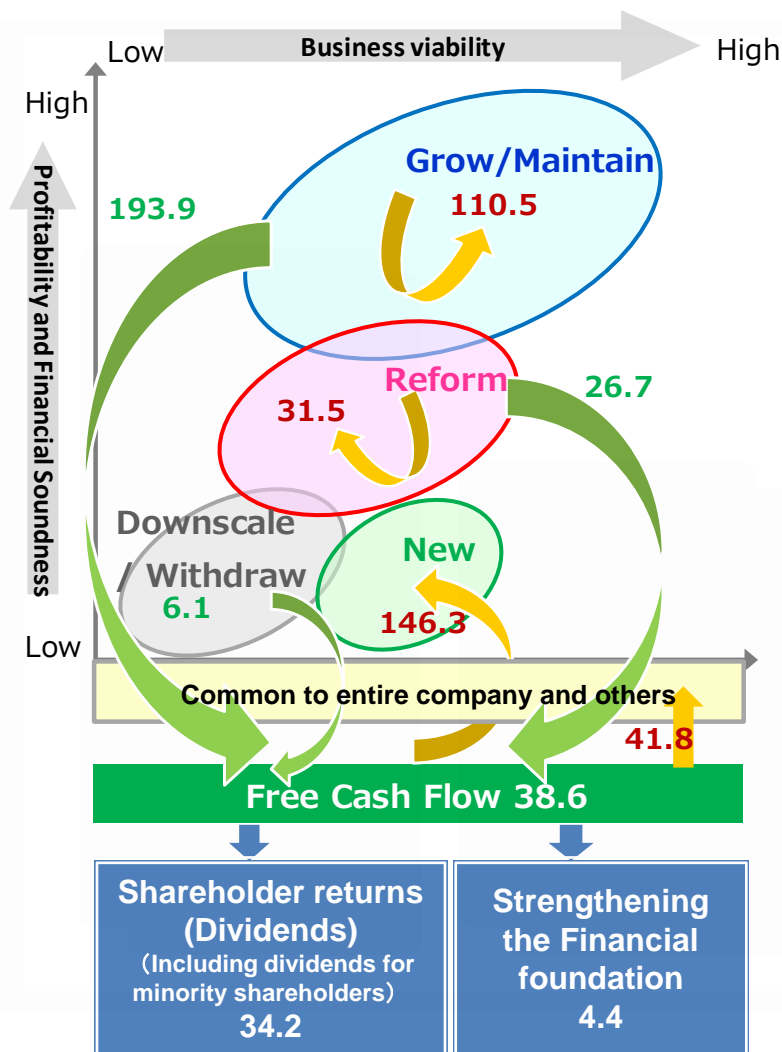 Low
Business viability
High
High
Profitability and Financial Soundness
Grow/Maintain
110.5
193.9
Reform
31.5
26.7
Downscale
/ Withdraw
6.1
New
146.3
Low
Common to entire company and others
41.8
Free Cash Flow 38.6
Shareholder returns
(Dividends)
（Including dividends for
minority shareholders）
34.2
Strengthening
the Financial
foundation
4.4